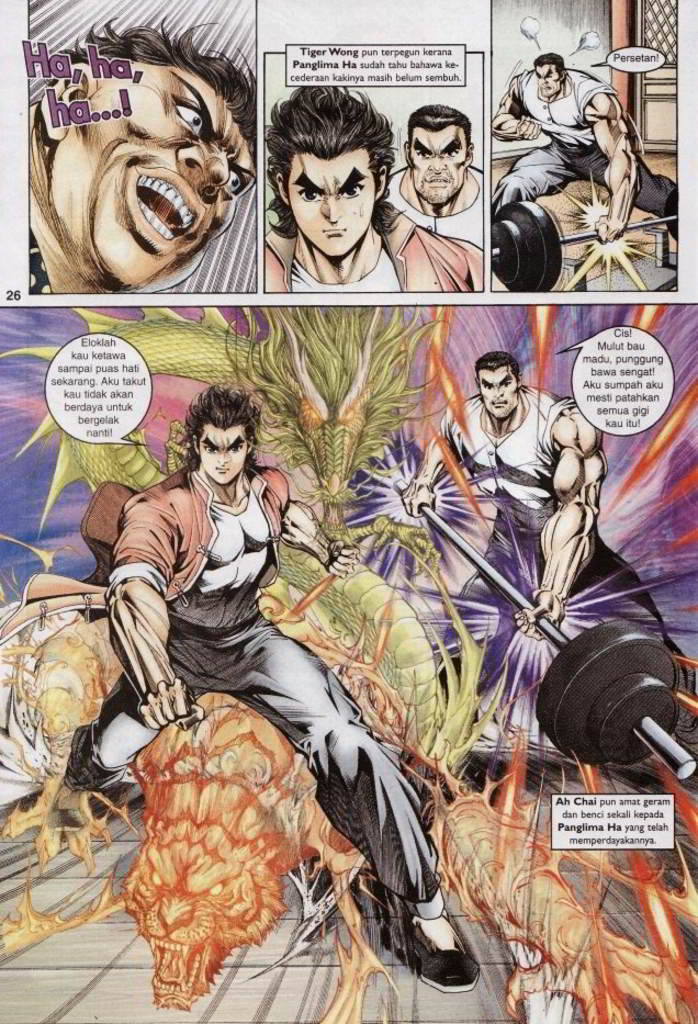 Ha, ha,
ha...!
Tiger Wong pun terpegun kerana
Panglima Ha sudah tahu bahawa ke-
cederaan kakinya masih belum sembuh.
Persetan!
26
Eloklah
kau ketawa
sampai puas hati
sekarang. Aku takut
kau tidak akan
berdaya untuk
bergelak
nanti!
Cis!
Mulut bau
madu, punggung
bawa sengat!
Aku sumpah aku
mesti patahkan
semua gigi
kau itu!
Ah Chai pun amat geram
dan benci sekali kepada
Panglima Ha yang telah
memperdayakannya.